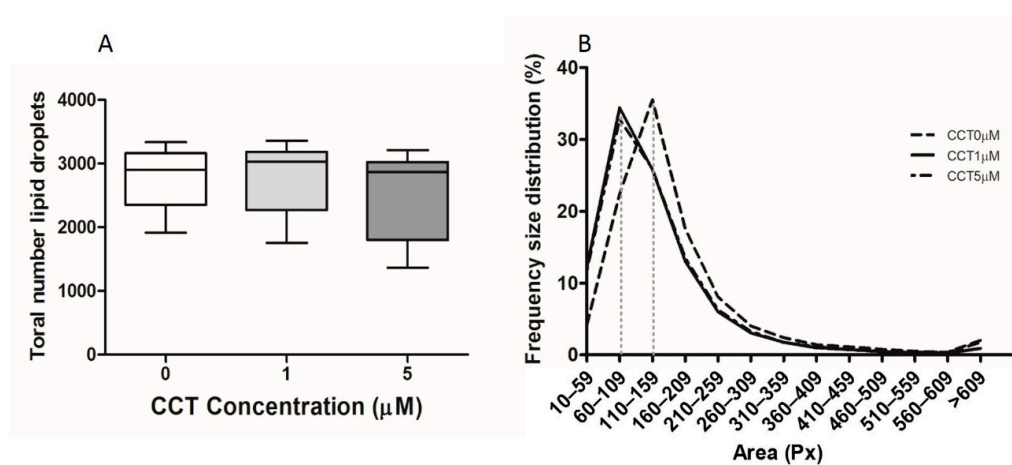 A
Toral number lipid droplets
4000
3000
2000
1000
0
0
1
5
CCT Concentration (μM)
B
Frequency size distribution (%)
40
30
20
10
0
CCT0μM
CCT1μM
CCT5μM
10–59
60–109
110–159
160–209
210–259
260–309
310–359
360–409
410–459
460–509
510–559
560–609
>609
Area (Px)